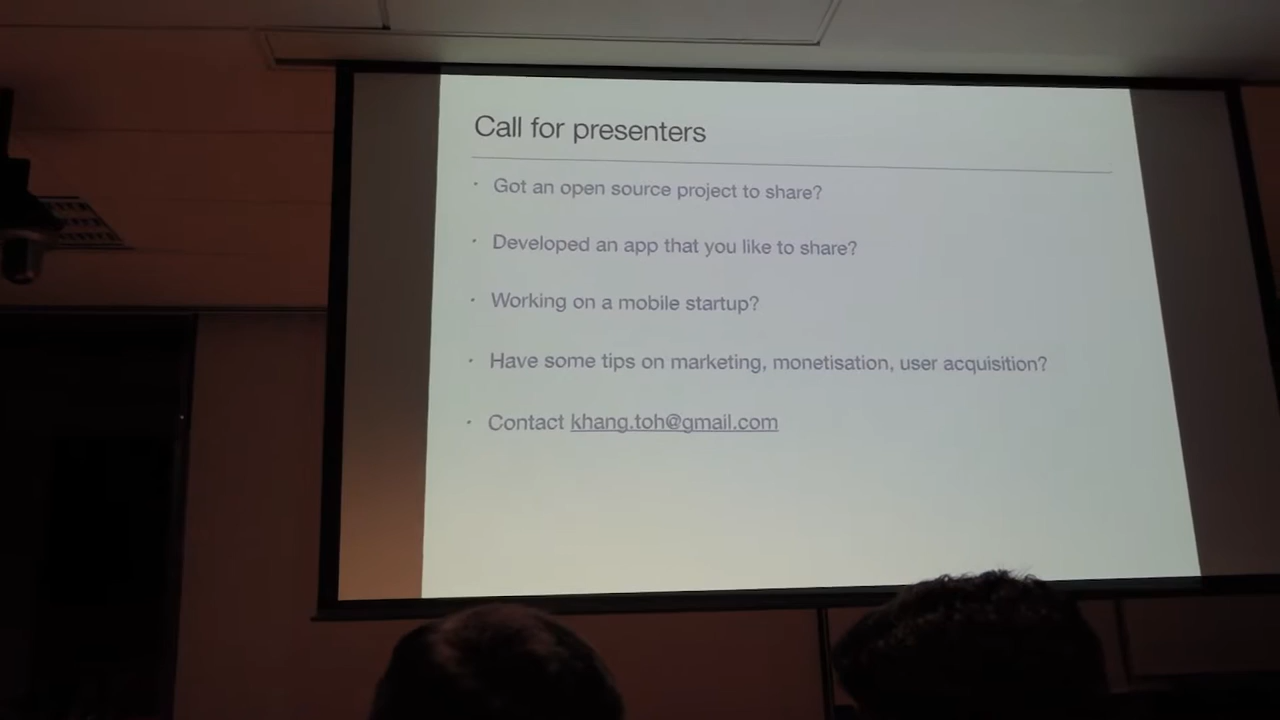 Call for presenters
· Got an open source project to share?
· Developed an app that you like to share?
· Working on a mobile startup?
· Have some tips on marketing, monetisation, user acquisition?
· Contact khang.toh@gmail.com